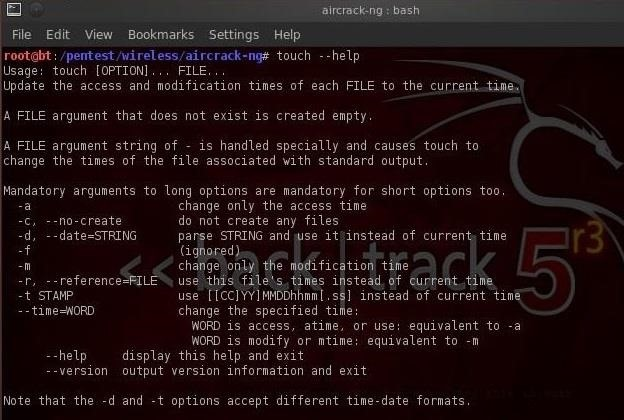 aircrack-ng : bash
File Edit View Bookmarks Settings Help
root@bt:/pentest/wireless/aircrack-ng# touch --help
Usage: touch [OPTION]... FILE...
Update the access and modification times of each FILE to the current time.
A FILE argument that does not exist is created empty.
A FILE argument string of - is handled specially and causes touch to
change the times of the file associated with standard output.
Mandatory arguments to long options are mandatory for short options too.
-a change only the access time
-c, --no-create do not create any files
-d, --date=STRING parse STRING and use it instead of current time
-f (ignored)
-m change only the modification time
-r, --reference=FILE use this file's times instead of current time
-t STAMP use [[CC]YY]MMDDhhmm[.ss] instead of current time
--time=WORD change the specified time:
WORD is access, atime, or use: equivalent to -a
WORD is modify or mtime: equivalent to -m
--help display this help and exit
--version output version information and exit
Note that the -d and -t options accept different time-date formats.
<< back | track 5 r3